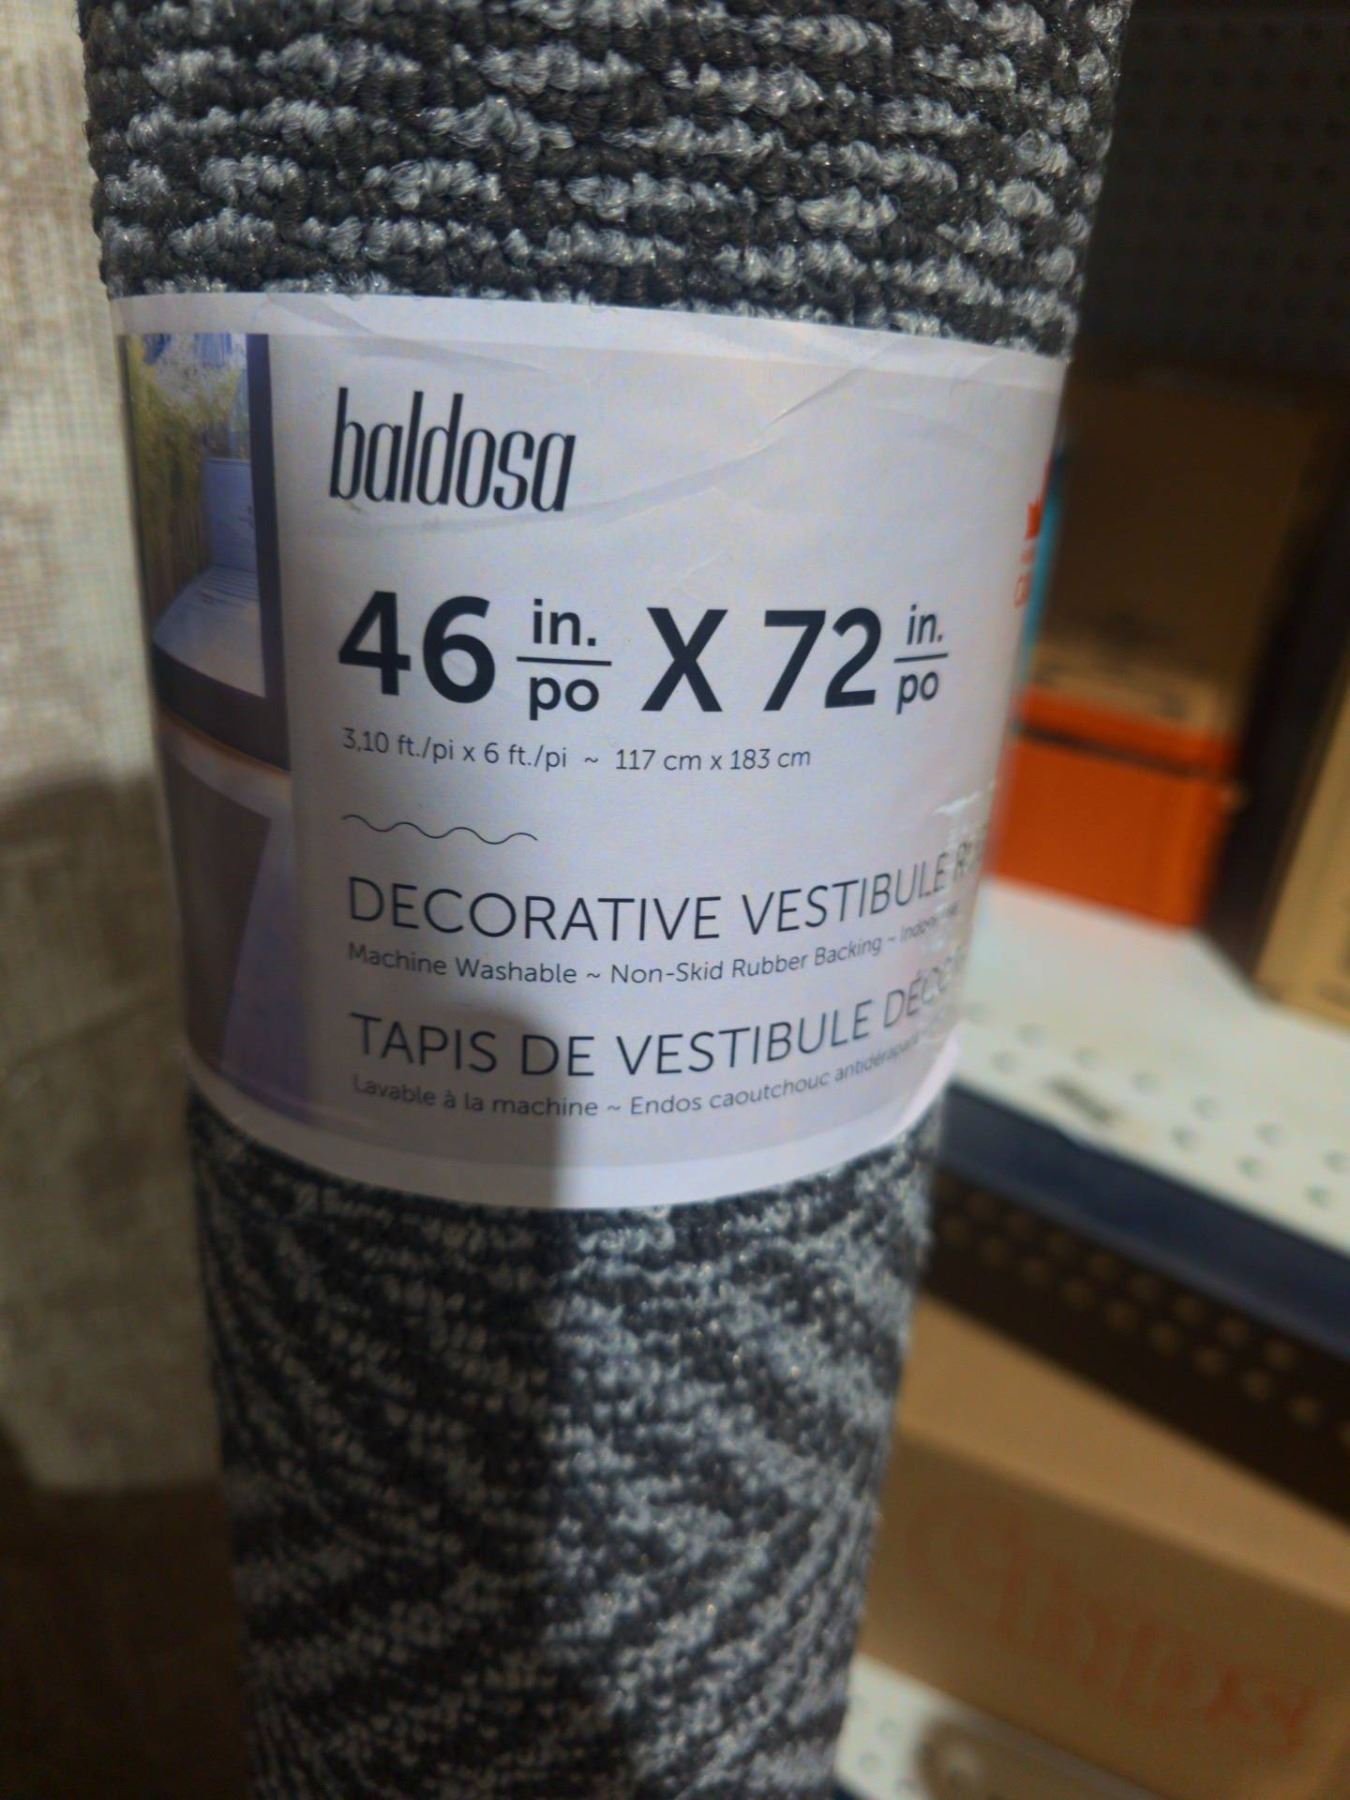 baldosa
46 in. po X 72 in. po
3,10 ft./pi x 6 ft./pi ~ 117 cm x 183 cm
DECORATIVE VESTIBULE
Machine Washable ~ Non-Skid Rubber Backing ~
TAPIS DE VESTIBULE
Lavable à la machine ~ Endos caoutchouc